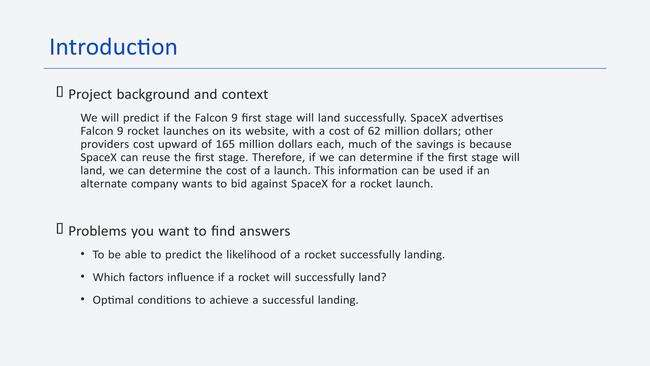 Introduction
Project background and context
We will predict if the Falcon 9 first stage will land successfully. SpaceX advertises
Falcon 9 rocket launches on its website, with a cost of 62 million dollars; other
providers cost upward of 165 million dollars each, much of the savings is because
SpaceX can reuse the first stage. Therefore, if we can determine if the first stage will
land, we can determine the cost of a launch. This information can be used if an
alternate company wants to bid against SpaceX for a rocket launch.
Problems you want to find answers
• To be able to predict the likelihood of a rocket successfully landing.
• Which factors influence if a rocket will successfully land?
• Optimal conditions to achieve a successful landing.